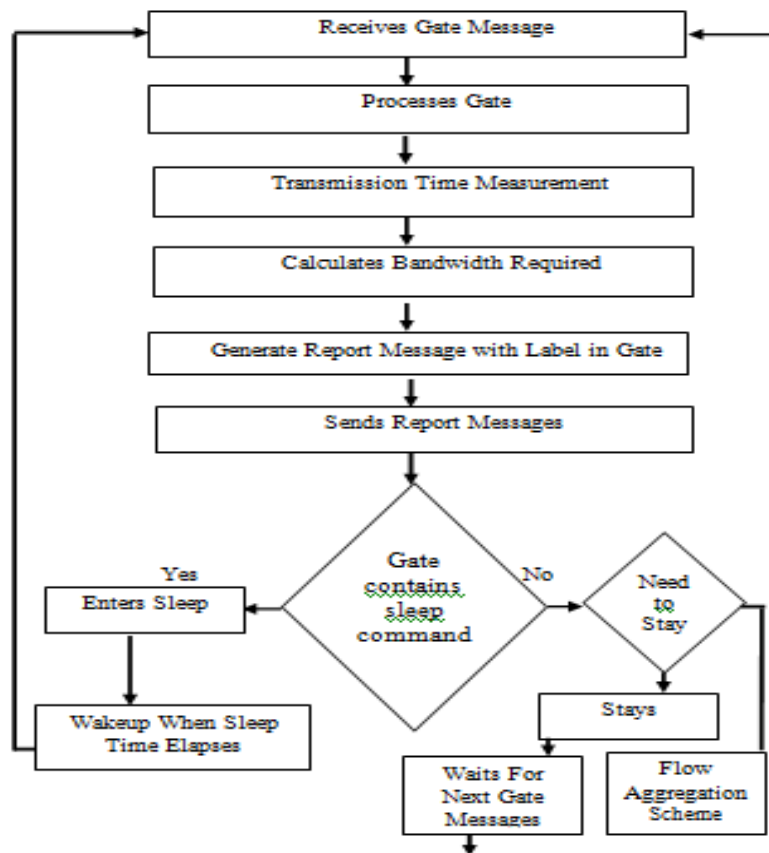 Receives Gate Message
Processes Gate
Transmission Time Measurement
Calculates Bandwidth Required
Generate Report Message with Label in Gate
Sends Report Messages
Gate
contains
sleep
command
Yes
No
Need
to
Stay
Enters Sleep
Wakeup When Sleep
Time Elapses
Stays
Waits For
Next Gate
Messages
Flow
Aggregation
Scheme